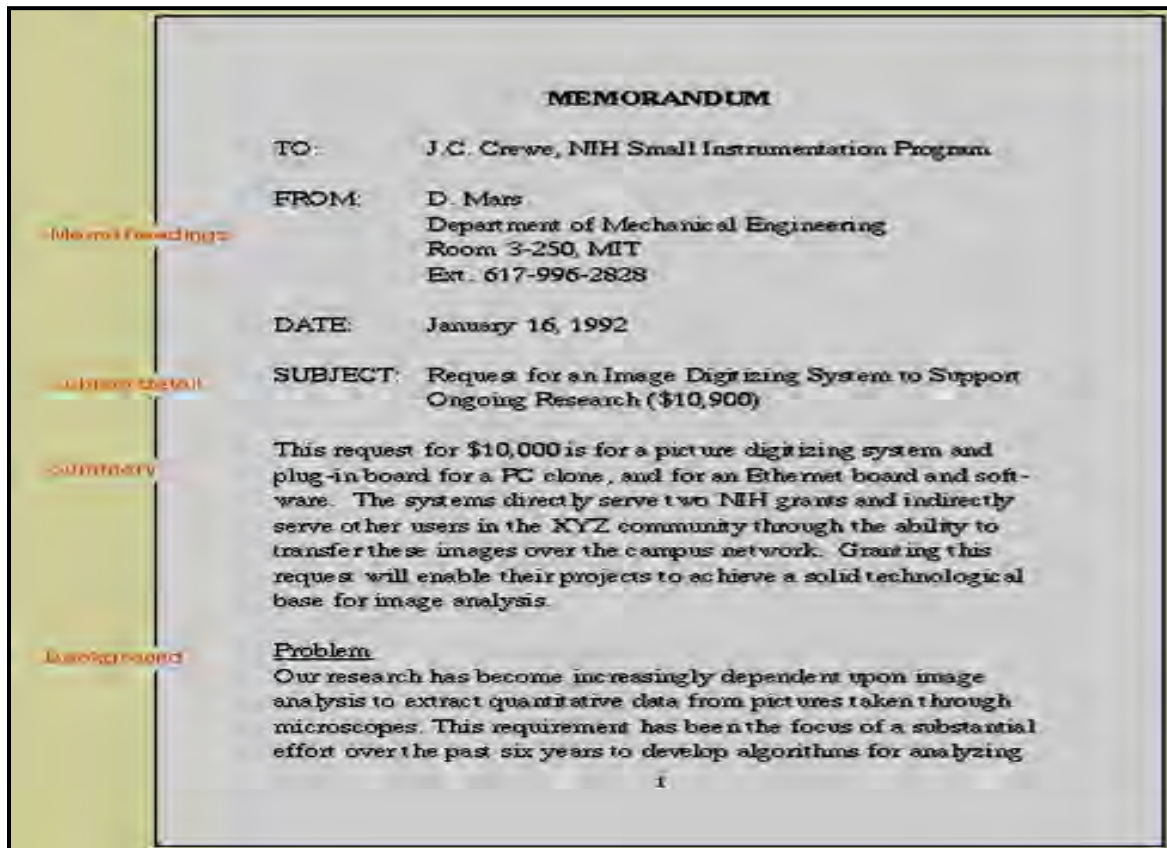 MEMORANDUM
TO: J.C. Crewe, NIH Small Instrumentation Program
FROM: D. Mars
Department of Mechanical Engineering
Memo Headings
Room 3-250, MIT
Ext. 617-996-2828
DATE: January 16, 1992
SUBJECT: Request for an Image Digitizing System to Support
Ongoing Research ($10,900)
This request for $10,000 is for a picture digitizing system and
Summary
plug-in board for a PC clone, and for an Ethernet board and soft-
ware. The systems directly serve two NIH grants and indirectly
serve other users in the XYZ community through the ability to
transfer these images over the campus network. Granting this
request will enable their projects to achieve a solid technological
base for image analysis.
Background
Problem
Our research has become increasingly dependent upon image
analysis to extract quantitative data from pictures taken through
microscopes. This requirement has been the focus of a substantial
effort over the past six years to develop algorithms for analyzing
1